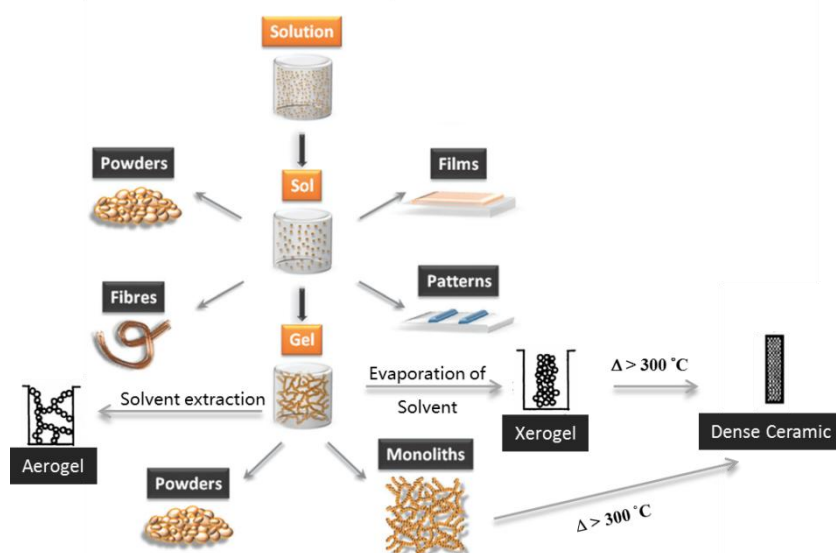 Solution
Powders
Sol
Films
Fibres
Patterns
Gel
Solvent extraction
Evaporation of
Solvent
Δ > 300 °C
Aerogel
Xerogel
Dense Ceramic
Powders
Monoliths
Δ > 300 °C